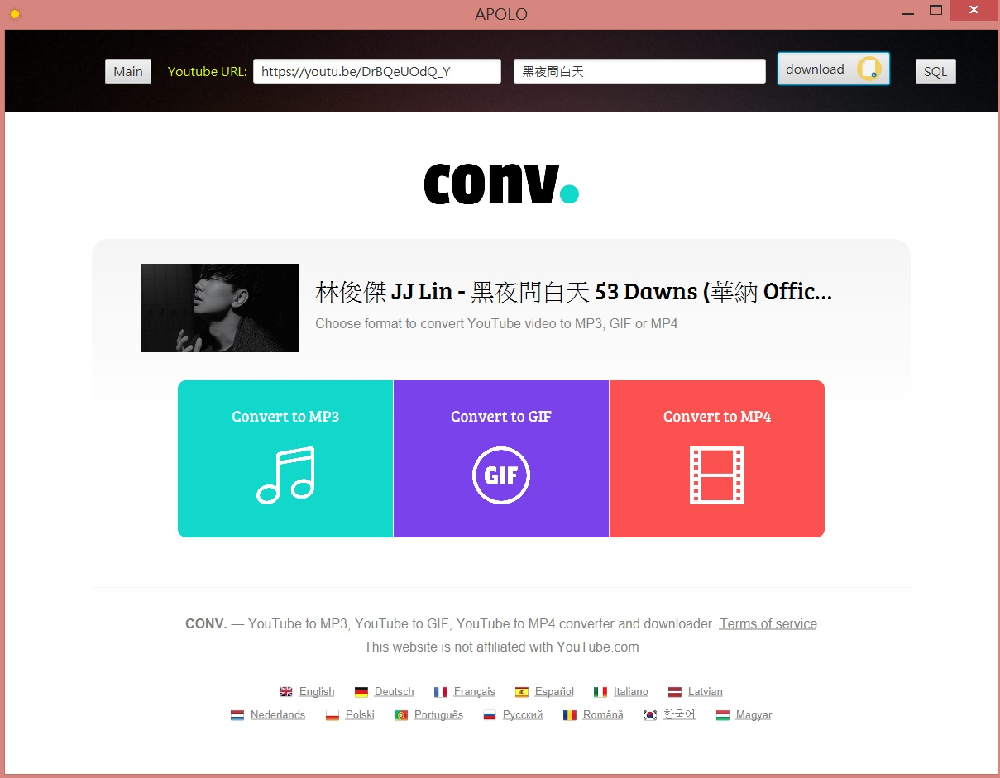 APOLO
Main Youtube URL: https://youtu.be/DrBQeUOdQ_Y 黑夜問白天 download SQL
conv.
林俊傑 JJ Lin - 黑夜問白天 53 Dawns (華納 Offic...
Choose format to convert YouTube video to MP3, GIF or MP4
Convert to MP3 Convert to GIF Convert to MP4
GIF
CONV. — YouTube to MP3, YouTube to GIF, YouTube to MP4 converter and downloader. Terms of service
This website is not affiliated with YouTube.com
English Deutsch Français Español Italiano Latvian
Nederlands Polski Português Русский Română 한국어 Magyar